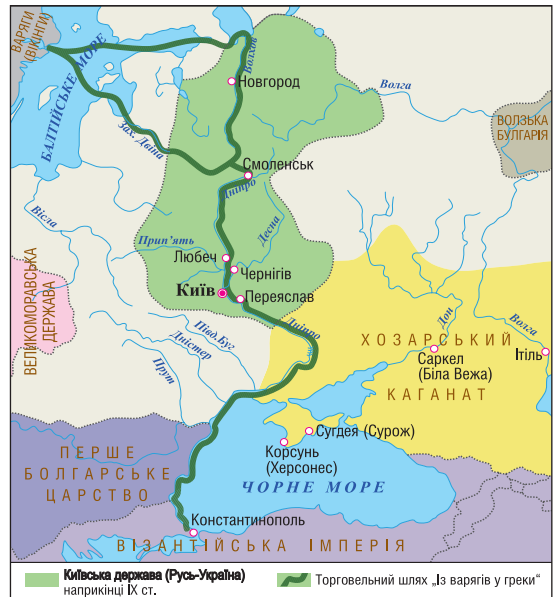 ВАРЯГИ
(ВІКІНГИ)
БАЛТІЙСЬКЕ МОРЕ
Волхов
Новгород
Волга
ВОЛЗЬКА
БУЛГАРІЯ
Зах. Двіна
Смоленськ
Дніпро
Вісла
Десна
Прип'ять
Любеч
Чернігів
Київ
Переяслав
ВЕЛИКОМОРАВСЬКА
ДЕРЖАВА
Дніпро
Півд.Буг
Дністер
Прут
Дон
Волга
ХОЗАРСЬКИЙ
КАГАНАТ
Саркел
(Біла Вежа)
Ітіль
Сугдея (Сурож)
Корсунь
(Херсонес)
ПЕРШЕ
БОЛГАРСЬКЕ
ЦАРСТВО
ЧОРНЕ МОРЕ
Константинополь
ВІЗАНТІЙСЬКА ІМПЕРІЯ
Київська держава (Русь-Україна)
наприкінці ІХ ст.
Торговельний шлях „Із варягів у греки"